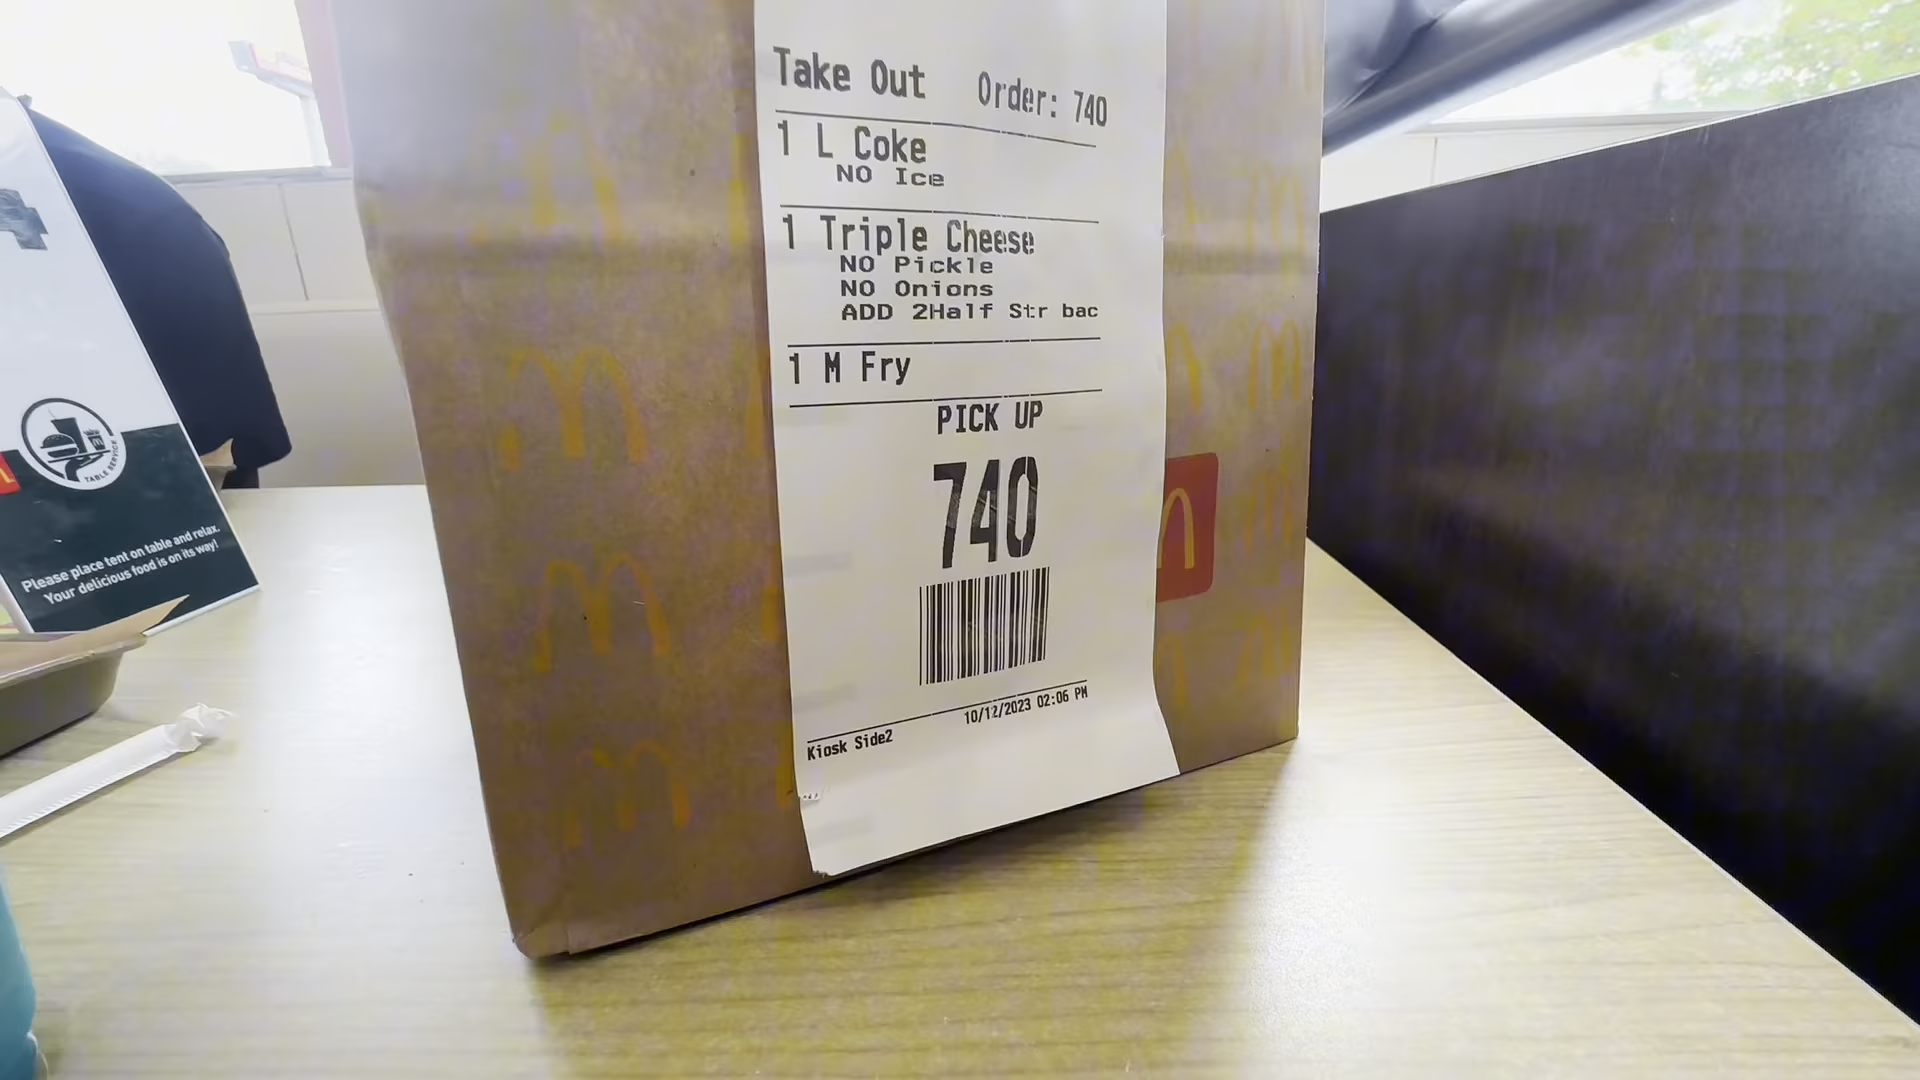 Take Out Order: 740
1 L Coke
NO Ice
1 Triple Cheese
NO Pickle
NO Onions
ADD 2Half Str bac
1 M Fry
PICK UP
740
10/12/2023 02:06 PM
Kiosk Side2
TABLE SERVICE
Please place tent on table and relax.
Your delicious food is on its way!